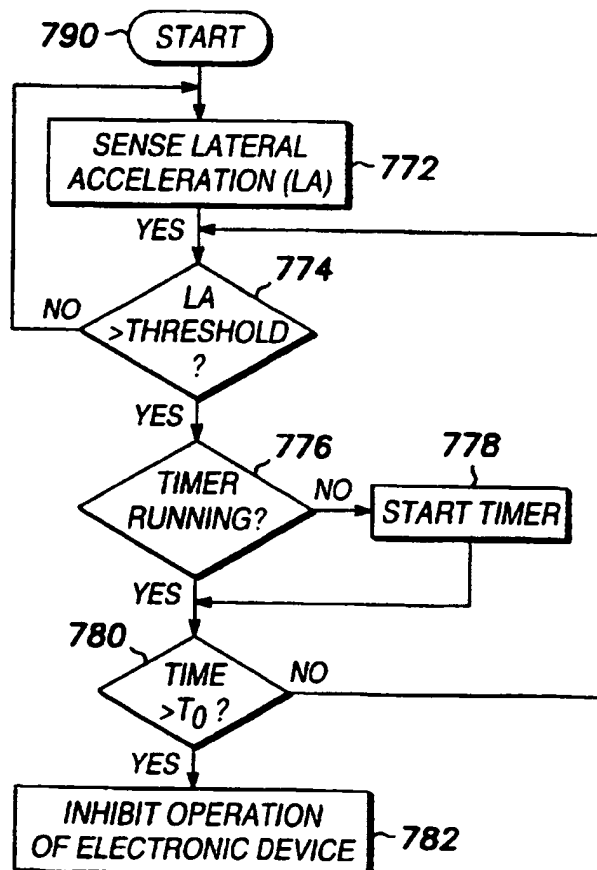 790
START
SENSE LATERAL
ACCELERATION (LA)
772
YES
774
NO
LA
>THRESHOLD
?
YES
776
778
TIMER
RUNNING?
NO
START TIMER
YES
780
TIME
>T0 ?
NO
YES
INHIBIT OPERATION
OF ELECTRONIC DEVICE
782